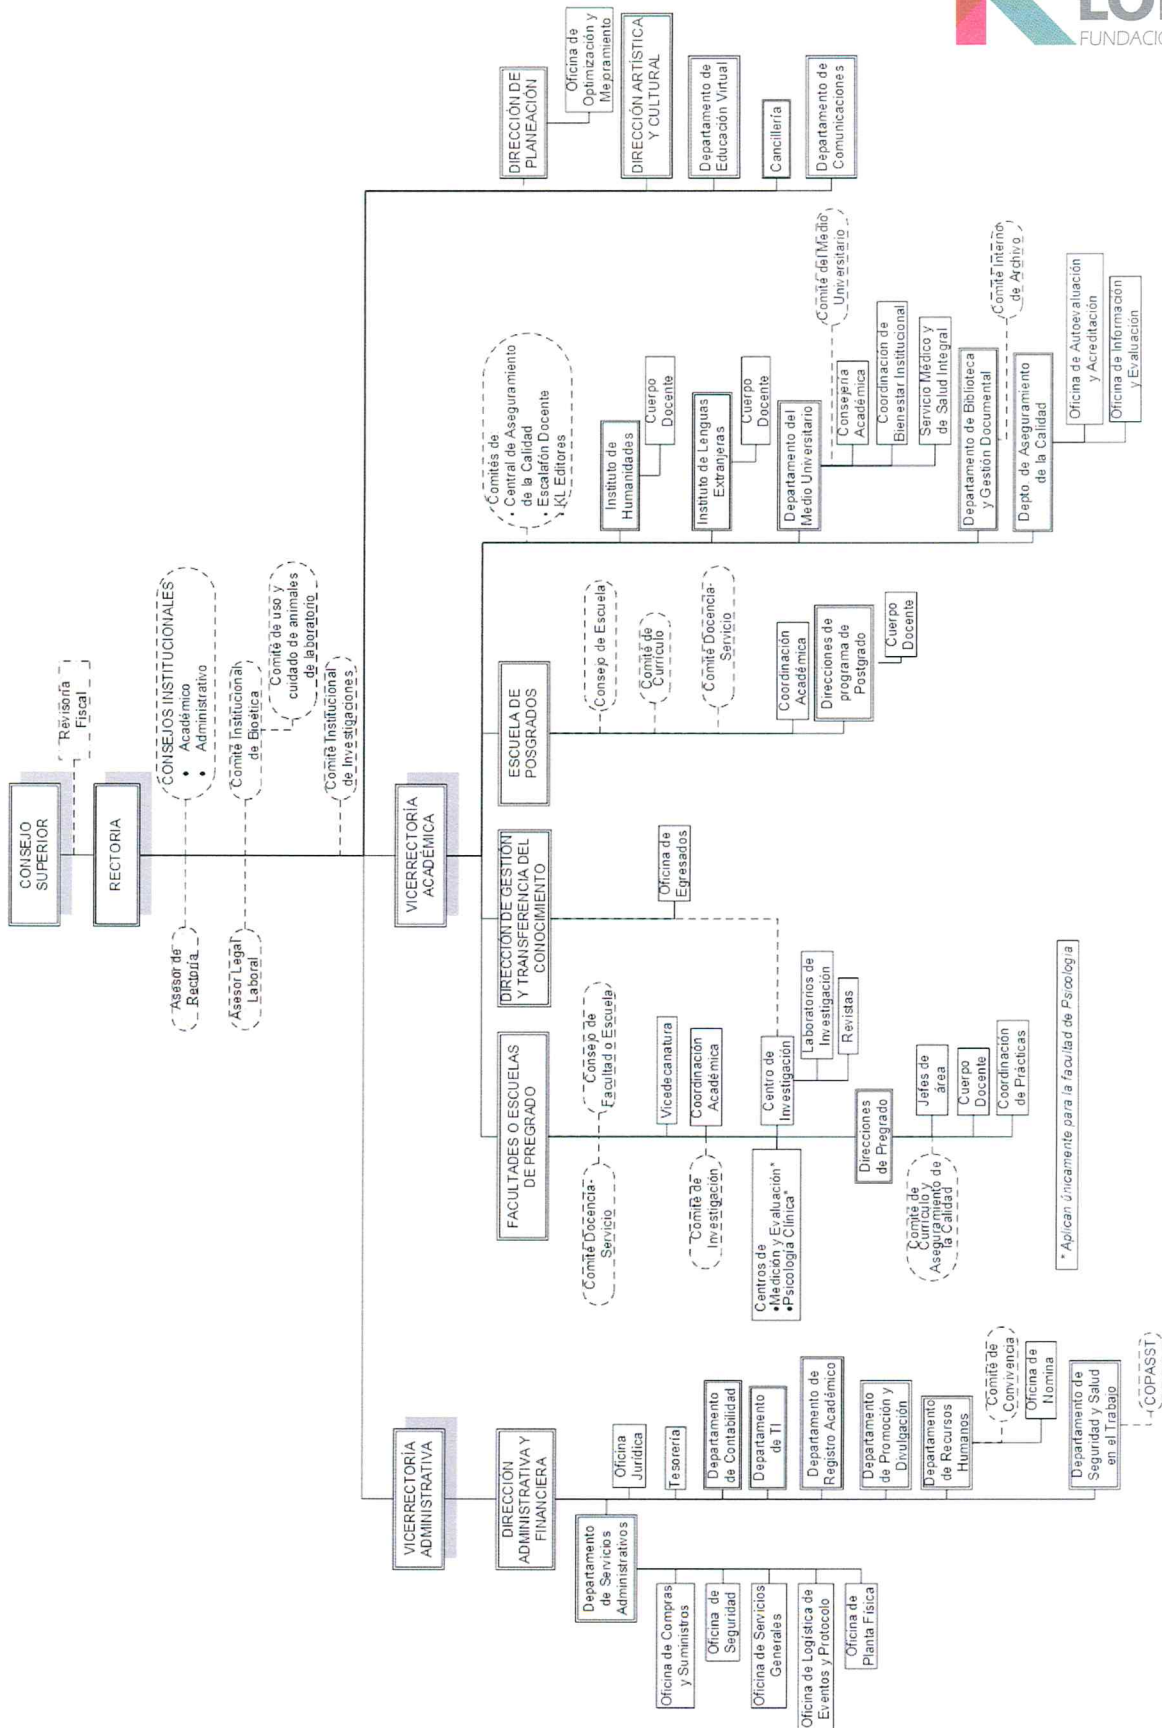 LO
FUNDACIÓ
CONSEJO
SUPERIOR
Revisoría
Fiscal
RECTORIA
Asesor de
Rectoría
CONSEJOS INSTITUCIONALES
• Académico
• Administrativo
Asesor Legal
Laboral
Comité Institucional
de Bioética
Comité de uso y
cuidado de animales
de laboratorio
Comité Institucional
de Investigaciones
VICERRECTORÍA
ADMINISTRATIVA
DIRECCIÓN
ADMINISTRATIVA Y
FINANCIERA
Departamento
de Servicios
Administrativos
Oficina de Compras
y Suministros
Oficina de
Seguridad
Oficina de Servicios
Generales
Oficina de Logística de
Eventos y Protocolo
Oficina de
Planta Física
Oficina
Jurídica
Tesorería
Departamento
de Contabilidad
Departamento
de TI
Departamento de
Registro Académico
Departamento
de Promoción y
Divulgación
Departamento
de Recursos
Humanos
Comité de
Convivencia
Oficina de
Nomina
Departamento de
Seguridad y Salud
en el Trabajo
COPASST
VICERRECTORÍA
ACADÉMICA
FACULTADES O ESCUELAS
DE PREGRADO
Comité Docencia-
Servicio
Consejo de
Facultad o Escuela
Vicedecanatura
Comité de
Investigación
Coordinación
Académica
Centros de
•Medición y Evaluación*
•Psicología Clínica*
Centro de
Investigación
Laboratorios de
Investigación
Revistas
Direcciones
de Pregrado
Comité de
Currículo y
Aseguramiento de
la Calidad
Jefes de
área
Cuerpo
Docente
Coordinación
de Prácticas
* Aplican únicamente para la facultad de Psicología
DIRECCIÓN DE GESTIÓN
Y TRANSFERENCIA DEL
CONOCIMIENTO
Oficina de
Egresados
ESCUELA DE
POSGRADOS
Consejo de Escuela
Comité de
Currículo
Comité Docencia-
Servicio
Coordinación
Académica
Direcciones de
programa de
Postgrado
Cuerpo
Docente
Comités de
• Central de Aseguramiento
de la Calidad
• Escalafón Docente
• KL Editores
Instituto de
Humanidades
Cuerpo
Docente
Instituto de Lenguas
Extranjeras
Cuerpo
Docente
Departamento del
Medio Universitario
Comité del Medio
Universitario
Consejería
Académica
Coordinación de
Bienestar Institucional
Servicio Médico y
de Salud Integral
Departamento de Biblioteca
y Gestión Documental
Comité Interno
de Archivo
Depto. de Aseguramiento
de la Calidad
Oficina de Autoevaluación
y Acreditación
Oficina de Información
y Evaluación
DIRECCIÓN DE
PLANEACIÓN
Oficina de
Optimización y
Mejoramiento
DIRECCIÓN ARTÍSTICA
Y CULTURAL
Departamento de
Educación Virtual
Cancillería
Departamento de
Comunicaciones